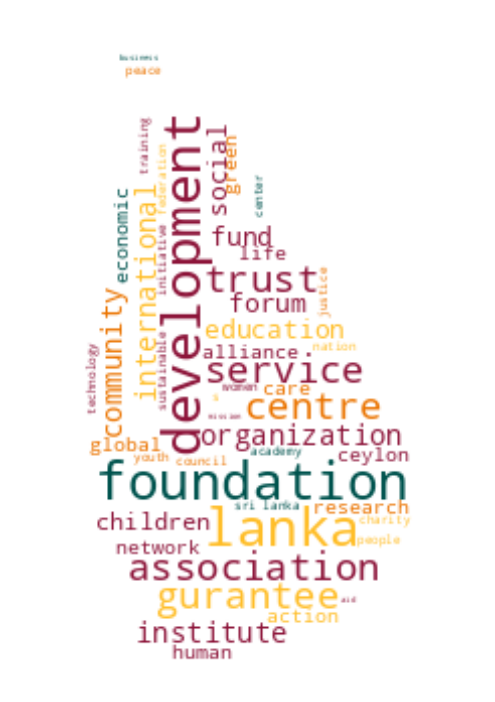 business
peace
training
federation
development
social
green
center
economic
international
initiative
fund
life
trust
justice
forum
community
education
sustainable
technology
alliance
nation
service
women
care
s
centre
mission
organization
global
academy
ceylon
youth
council
foundation
sri lanka
research
children
lanka
charity
network
people
association
gurantee
aid
action
institute
human